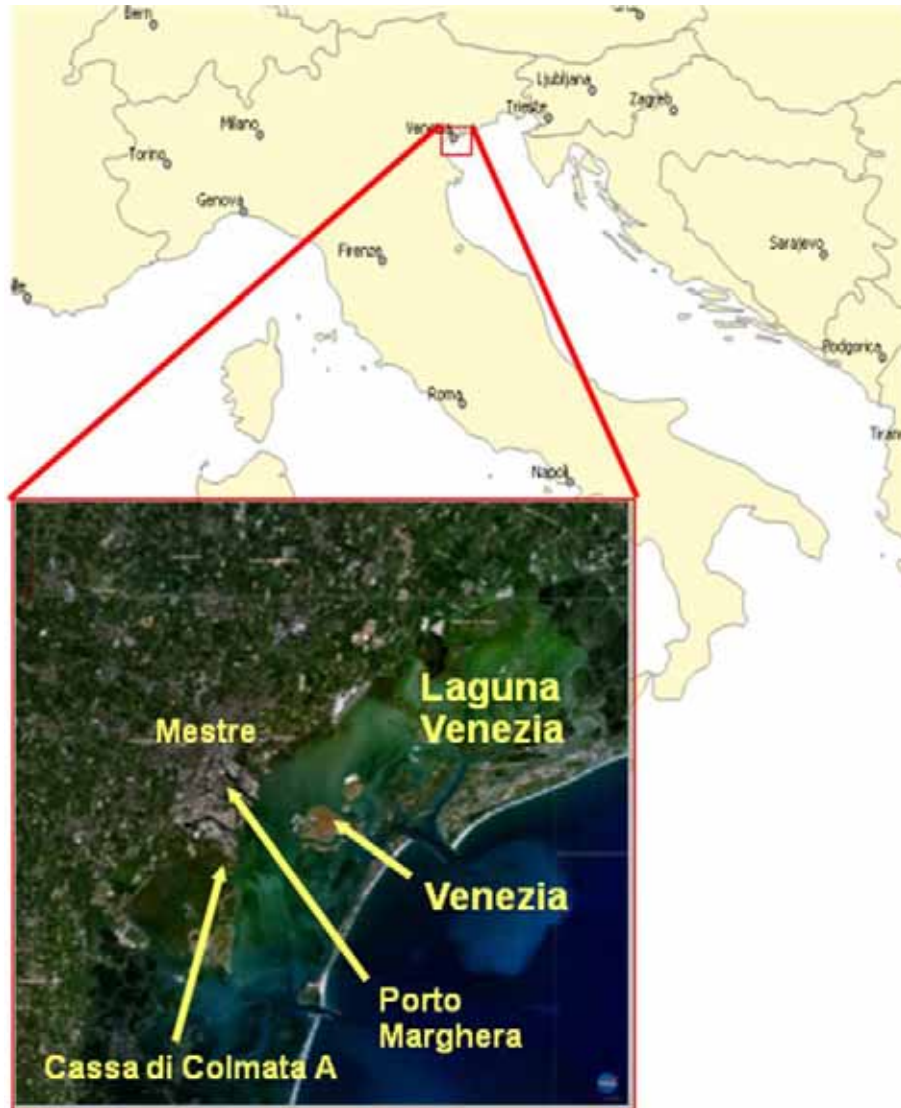 Bern
Ljubljana
Zagreb
Trieste
Milano
Venezia
Torino
Genova
Firenze
Sarajevo
Podgorica
Roma
Tirana
Napoli
Laguna
Venezia
Mestre
Venezia
Porto
Marghera
Cassa di Colmata A